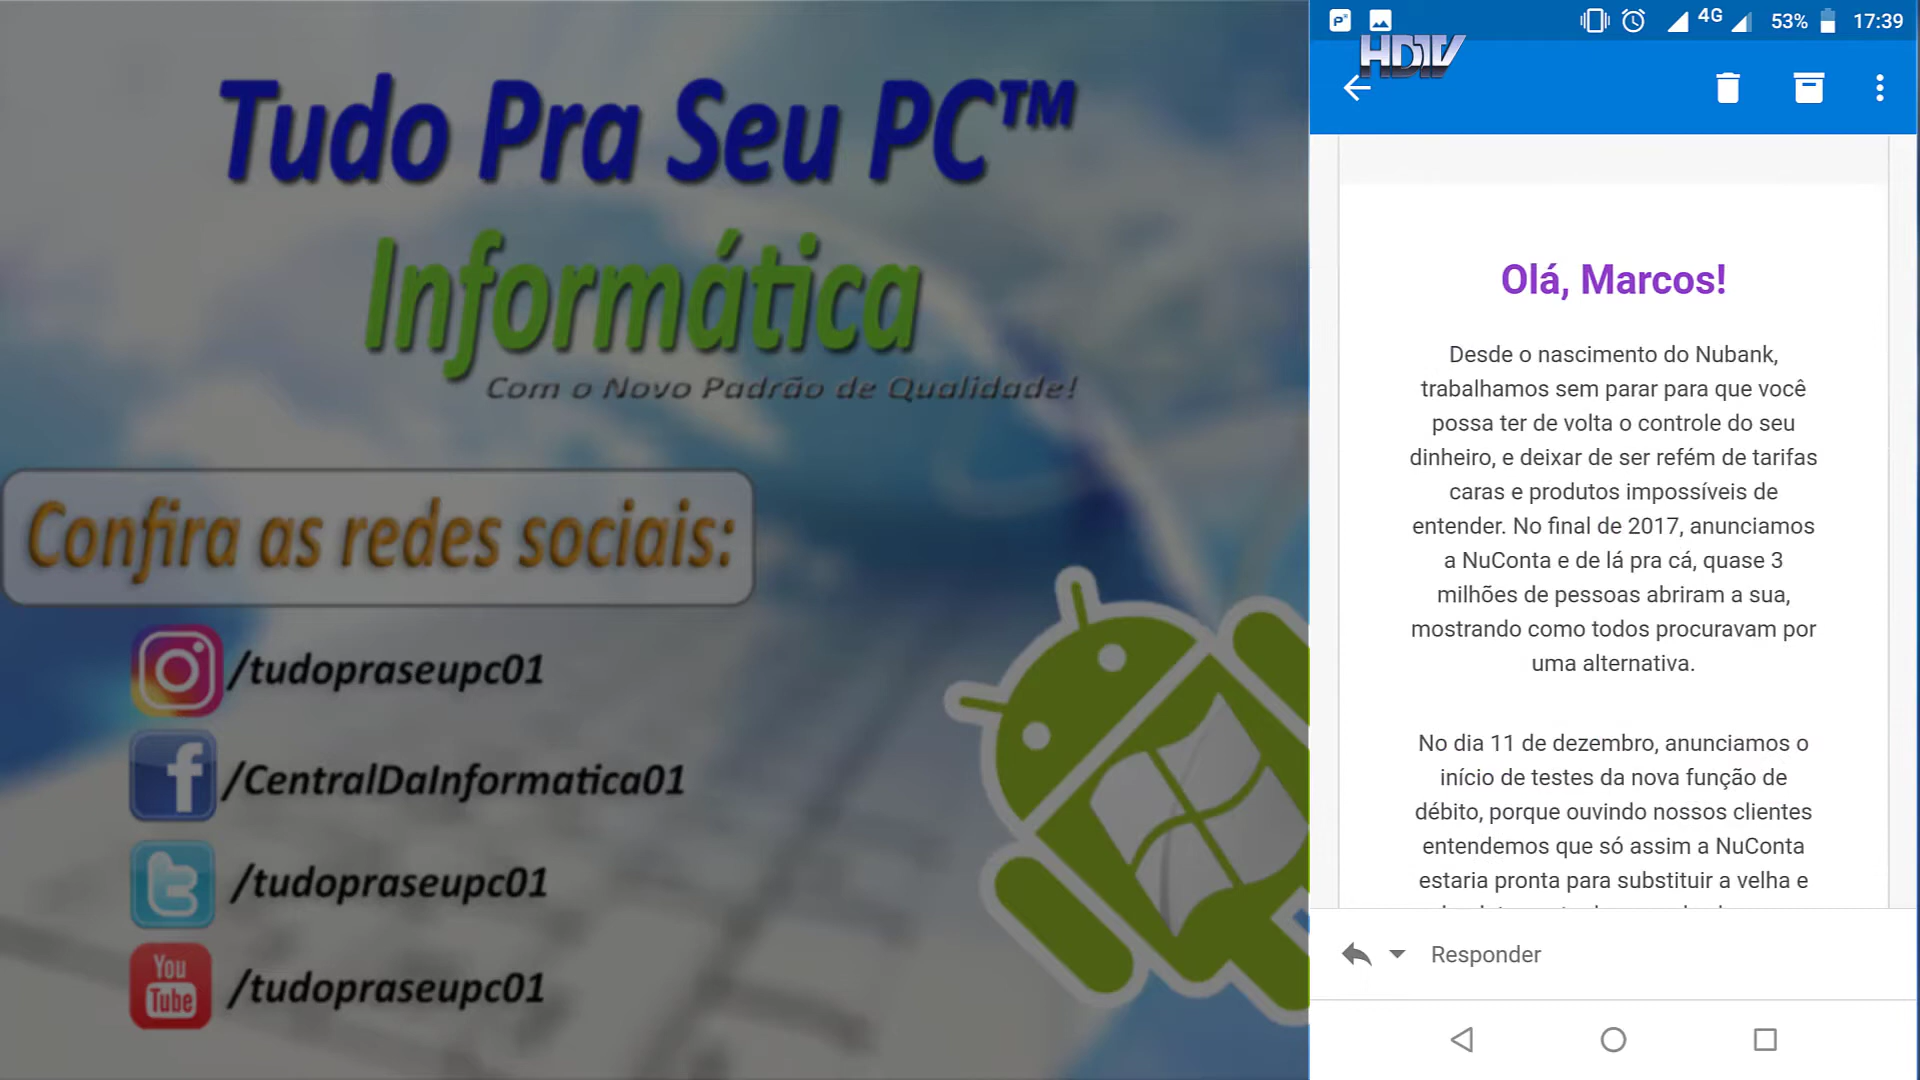 Tudo Pra Seu PC™
Informática
Com o Novo Padrão de Qualidade!
Confira as redes sociais:
/tudopraseupc01
/CentralDaInformatica01
/tudopraseupc01
You
Tube
/tudopraseupc01
4G
53%
17:39
HDTV
Olá, Marcos!
Desde o nascimento do Nubank,
trabalhamos sem parar para que você
possa ter de volta o controle do seu
dinheiro, e deixar de ser refém de tarifas
caras e produtos impossíveis de
entender. No final de 2017, anunciamos
a NuConta e de lá pra cá, quase 3
milhões de pessoas abriram a sua,
mostrando como todos procuravam por
uma alternativa.
No dia 11 de dezembro, anunciamos o
início de testes da nova função de
débito, porque ouvindo nossos clientes
entendemos que só assim a NuConta
estaria pronta para substituir a velha e
Responder